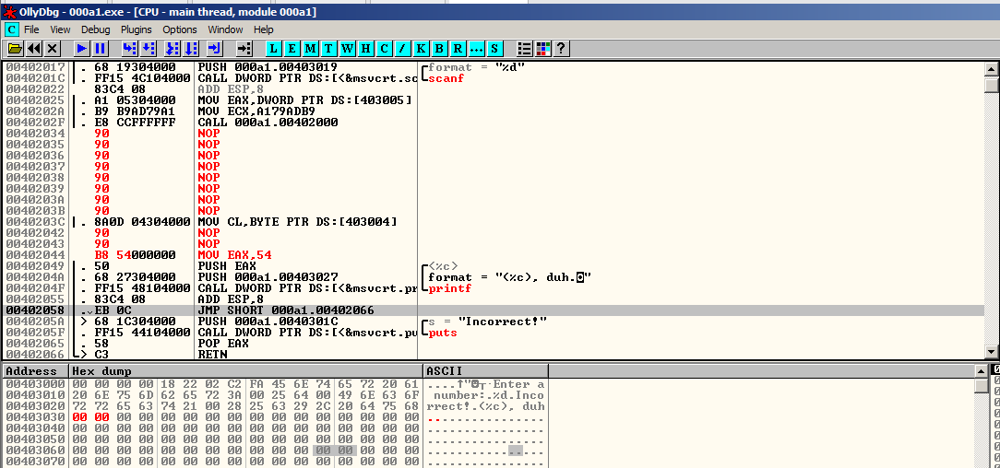 OllyDbg - 000a1.exe - [CPU - main thread, module 000a1]
C File View Debug Plugins Options Window Help
L E M T W H C / K B R ... S ?
00402017 . 68 19304000 PUSH 000a1.00403019 format = "%d"
0040201C . FF15 4C104000 CALL DWORD PTR DS:[<&msvcrt.sc scanf
00402022 . 83C4 08 ADD ESP,8
00402025 . A1 05304000 MOV EAX,DWORD PTR DS:[403005]
0040202A . B9 B9AD79A1 MOV ECX,A179ADB9
0040202F . E8 CCFFFFFF CALL 000a1.00402000
00402034 90 NOP
00402035 90 NOP
00402036 90 NOP
00402037 90 NOP
00402038 90 NOP
00402039 90 NOP
0040203A 90 NOP
0040203B 90 NOP
0040203C . 8A0D 04304000 MOV CL,BYTE PTR DS:[403004]
00402042 90 NOP
00402043 90 NOP
00402044 B8 54000000 MOV EAX,54
00402049 . 50 PUSH EAX <%c>
0040204A . 68 27304000 PUSH 000a1.00403027 format = "(%c), duh.◙"
0040204F . FF15 48104000 CALL DWORD PTR DS:[<&msvcrt.pr printf
00402055 . 83C4 08 ADD ESP,8
00402058 . EB 0C JMP SHORT 000a1.00402066
0040205A > 68 1C304000 PUSH 000a1.0040301C s = "Incorrect!"
0040205F . FF15 44104000 CALL DWORD PTR DS:[<&msvcrt.pu puts
00402065 . 58 POP EAX
00402066 > C3 RETN
Address Hex dump ASCII
00403000 00 00 00 00 18 22 02 C2 FA 45 6E 74 65 72 20 61 ....↑"☻┬·Enter a
00403010 20 6E 75 6D 62 65 72 3A 00 25 64 00 49 6E 63 6F number:.%d.Inco
00403020 72 72 65 63 74 21 00 28 25 63 29 2C 20 64 75 68 rrect!.(%c), duh
00403030 00 00 00 00 00 00 00 00 00 00 00 00 00 00 00 00 ................
00403040 00 00 00 00 00 00 00 00 00 00 00 00 00 00 00 00 ................
00403050 00 00 00 00 00 00 00 00 00 00 00 00 00 00 00 00 ................
00403060 00 00 00 00 00 00 00 00 00 00 00 00 00 00 00 00 ................
00403070 00 00 00 00 00 00 00 00 00 00 00 00 00 00 00 00 ................